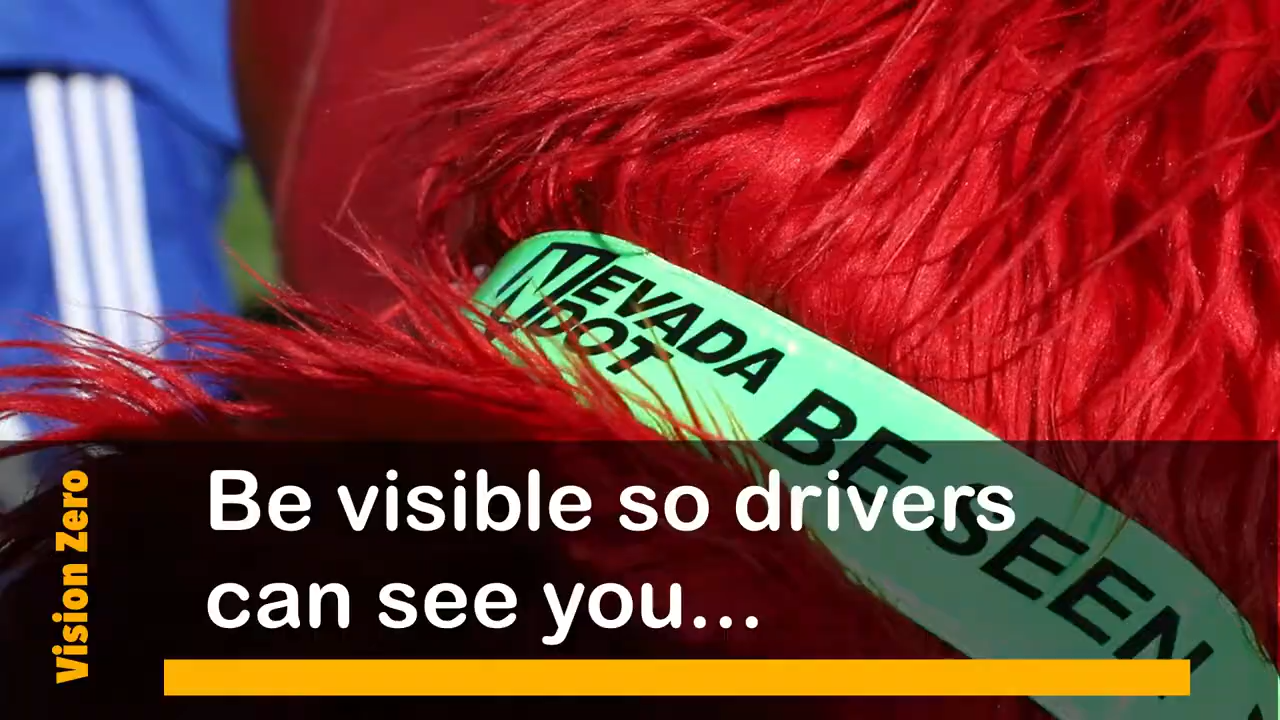 NEVADA
DOT
BE SEEN
Be visible so drivers
can see you...
Vision Zero